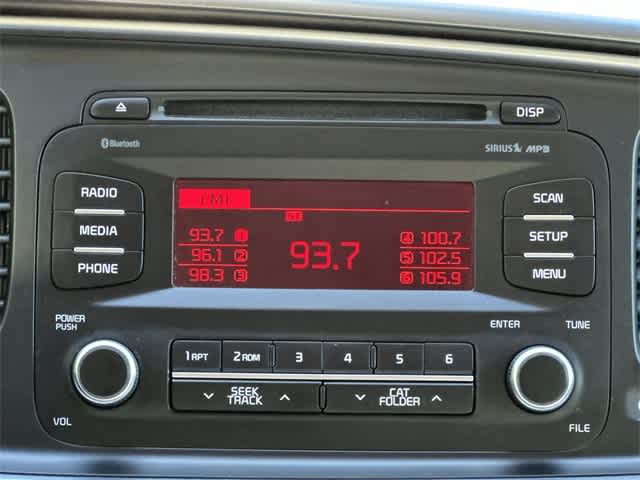 DISP
Bluetooth
SIRIUS MP3
RADIO
MEDIA
PHONE
FM1
ST
93.7 1
96.1 2
98.3 3
93.7
4 100.7
5 102.5
6 105.9
SCAN
SETUP
MENU
POWER
PUSH
VOL
1 RPT
2 RDM
3
4
5
6
SEEK
TRACK
CAT
FOLDER
ENTER
TUNE
FILE